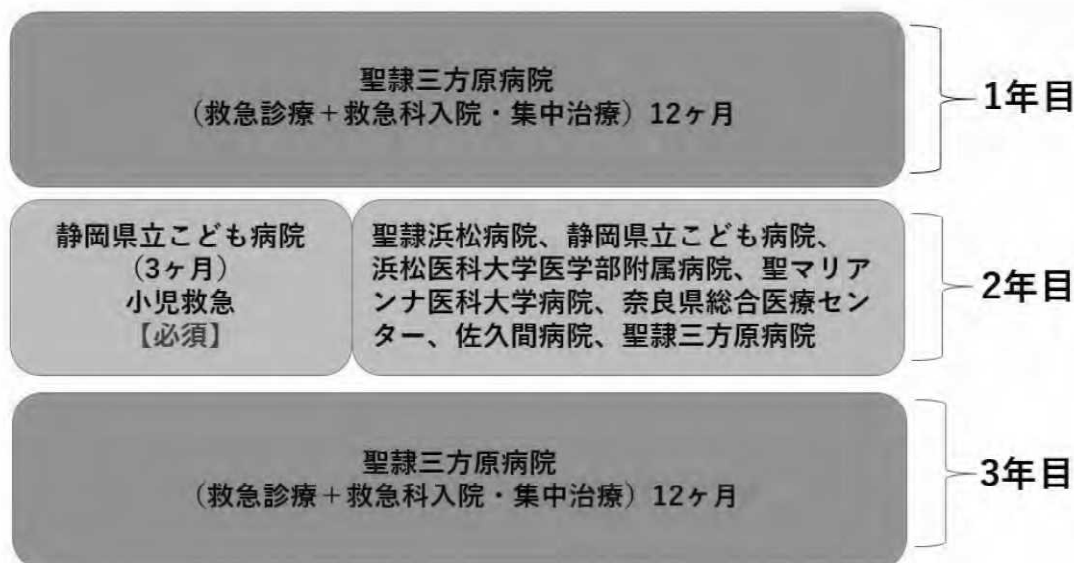 聖隷三方原病院
（救急診療＋救急科入院・集中治療）12ヶ月
1年目
静岡県立こども病院
（3ヶ月）
小児救急
【必須】
聖隷浜松病院、静岡県立こども病院、
浜松医科大学医学部附属病院、聖マリア
ンナ医科大学病院、奈良県総合医療セン
ター、佐久間病院、聖隷三方原病院
2年目
聖隷三方原病院
（救急診療＋救急科入院・集中治療）12ヶ月
3年目